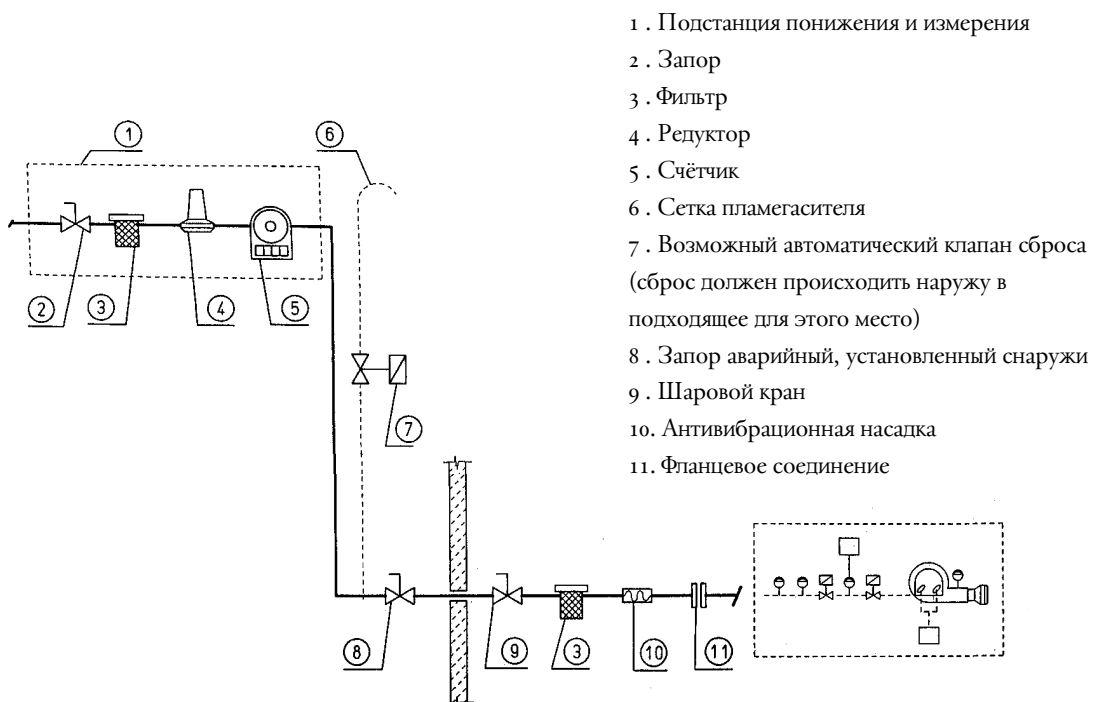 1 . Подстанция понижения и измерения
2 . Запор
3 . Фильтр
4 . Редуктор
5 . Счётчик
6 . Сетка пламегасителя
7 . Возможный автоматический клапан сброса
(сброс должен происходить наружу в
подходящее для этого место)
8 . Запор аварийный, установленный снаружи
9 . Шаровой кран
10. Антивибрационная насадка
11. Фланцевое соединение
1
6
2
3
4
5
7
8
9
3
10
11